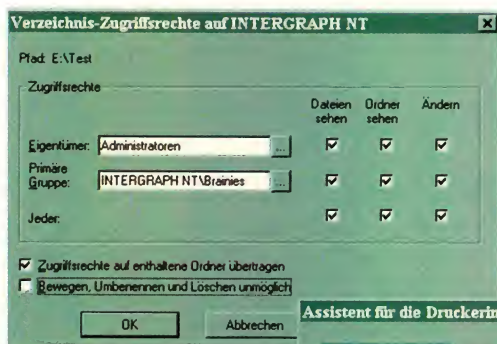 Verzeichnis-Zugriffsrechte auf INTERGRAPH NT
Pfad: E:\Test
Zugriffsrechte
Dateien sehen
Ordner sehen
Ändern
Eigentümer: Administratoren ...
Primäre Gruppe: INTERGRAPH NT\Brainies ...
Jeder:
Zugriffsrechte auf enthaltene Ordner übertragen
Bewegen, Umbenennen und Löschen unmöglich
OK
Abbrechen
Assistent für die Druckerin